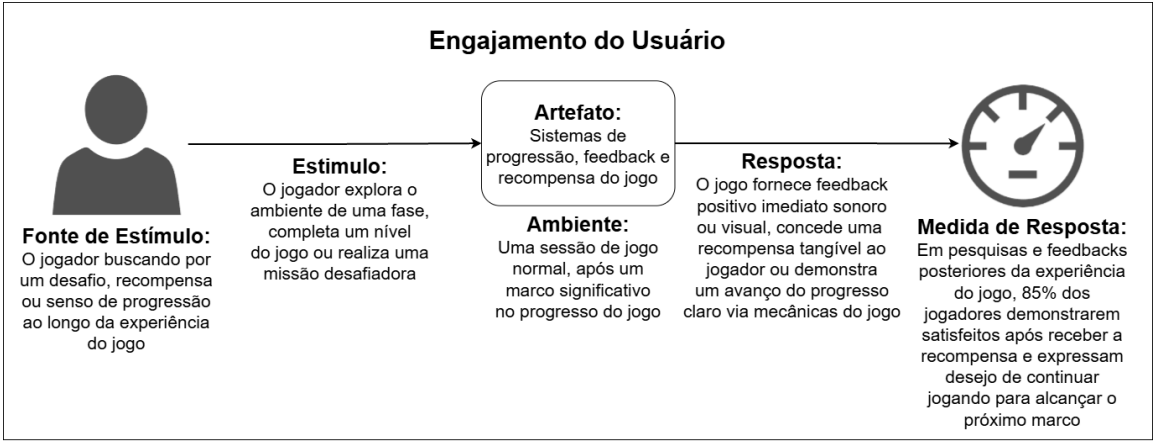 Engajamento do Usuário
Fonte de Estímulo:
O jogador buscando por
um desafio, recompensa
ou senso de progressão
ao longo da experiência
do jogo
Estimulo:
O jogador explora o
ambiente de uma fase,
completa um nível
do jogo ou realiza uma
missão desafiadora
Artefato:
Sistemas de
progressão, feedback e
recompensa do jogo
Ambiente:
Uma sessão de jogo
normal, após um
marco significativo
no progresso do jogo
Resposta:
O jogo fornece feedback
positivo imediato sonoro
ou visual, concede uma
recompensa tangível ao
jogador ou demonstra
um avanço do progresso
claro via mecânicas do jogo
Medida de Resposta:
Em pesquisas e feedbacks
posteriores da experiência
do jogo, 85% dos
jogadores demonstrarem
satisfeitos após receber a
recompensa e expressam
desejo de continuar
jogando para alcançar o
próximo marco